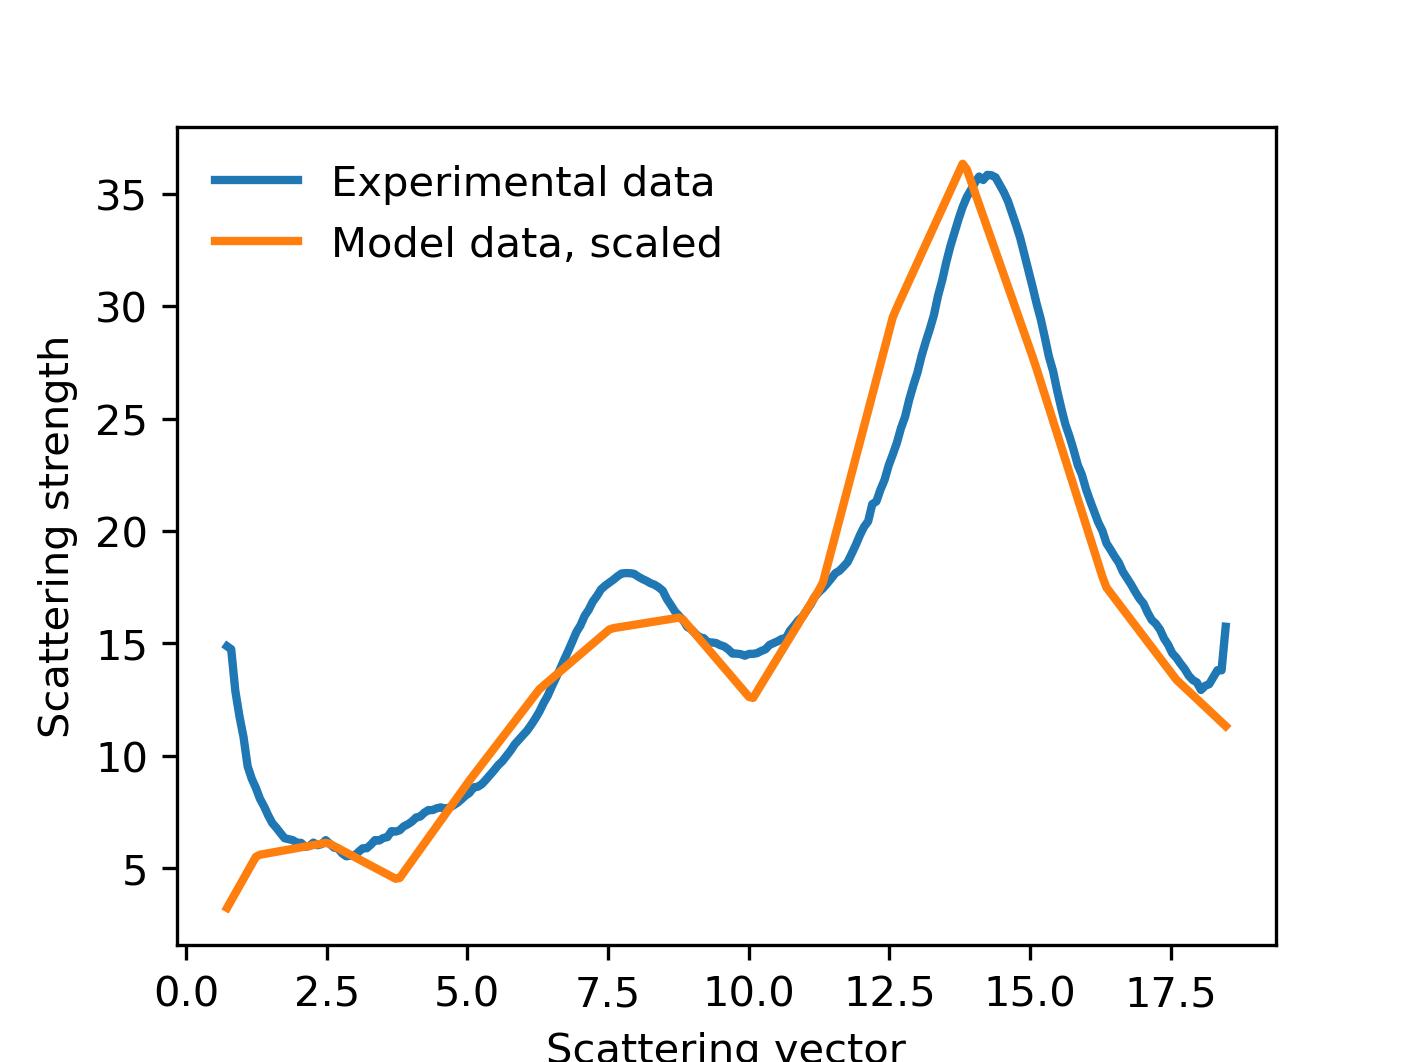 Experimental data
Model data, scaled
35
30
25
20
15
10
5
Scattering strength
0.0 2.5 5.0 7.5 10.0 12.5 15.0 17.5
Scattering vector